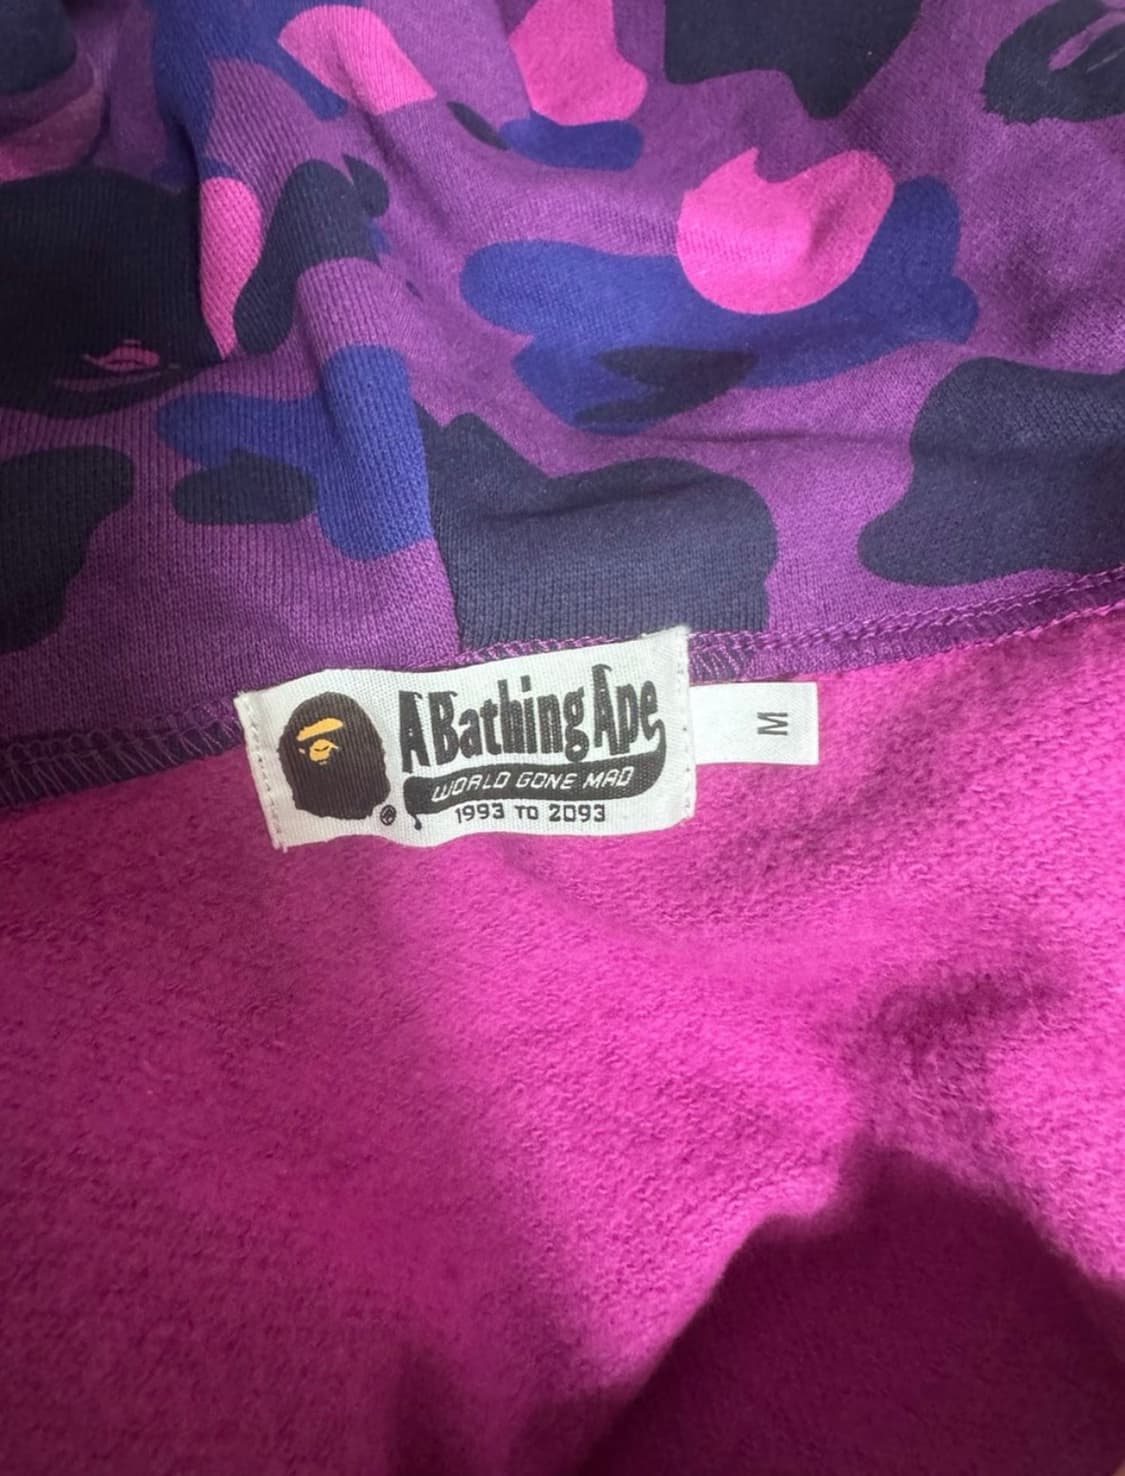 A Bathing Ape
WORLD GONE MAD
1993 TO 2093
®
M